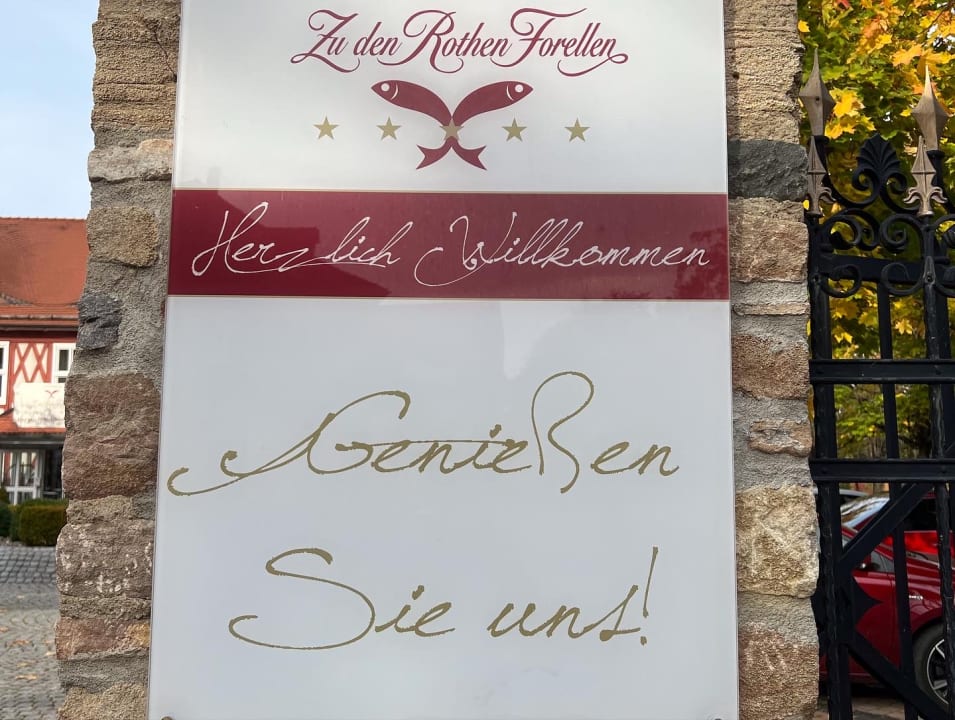 Zu den Rothen Forellen
Herzlich Willkommen
Genießen
Sie uns!